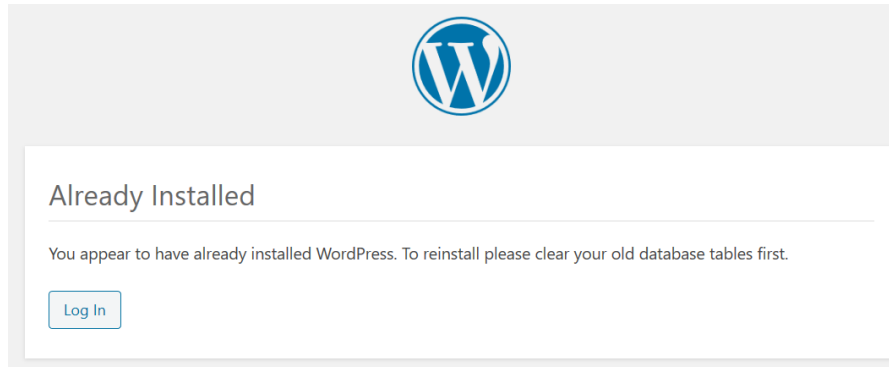 Already Installed
You appear to have already installed WordPress. To reinstall please clear your old database tables first.
Log In